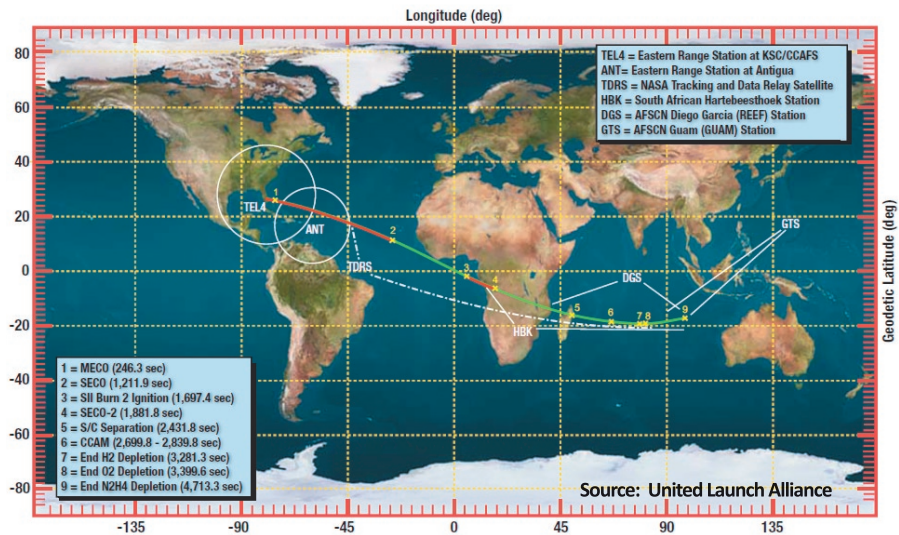 Longitude (deg)
80
60
40
20
0
-20
-40
-60
-80
TEL4 = Eastern Range Station at KSC/CCAFS
ANT= Eastern Range Station at Antigua
TDRS = NASA Tracking and Data Relay Satellite
HBK = South African Hartebeesthoek Station
DGS = AFSCN Diego Garcia (REEF) Station
GTS = AFSCN Guam (GUAM) Station
Geodetic Latitude (deg)
1
TEL4
ANT
2
GTS
TDRS
3
4
DGS
5
6
7 8
9
HBK
1 = MECO (246.3 sec)
2 = SECO (1,211.9 sec)
3 = SII Burn 2 Ignition (1,697.4 sec)
4 = SECO-2 (1,881.8 sec)
5 = S/C Separation (2,431.8 sec)
6 = CCAM (2,699.8 - 2,839.8 sec)
7 = End H2 Depletion (3,281.3 sec)
8 = End O2 Depletion (3,399.6 sec)
9 = End N2H4 Depletion (4,713.3 sec)
Source: United Launch Alliance
-135 -90 -45 0 45 90 135